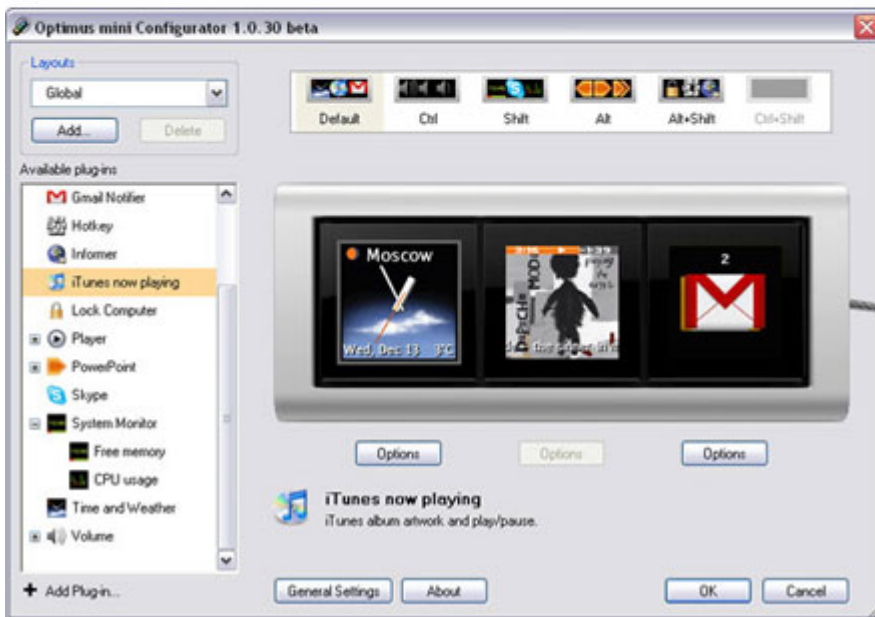 Optimus mini Configurator 1.0.30 beta
Layouts
Global
Add...
Delete
Default
Ctrl
Shift
Alt
Alt+Shift
Ctrl+Shift
Available plug-ins
Gmail Notifier
Hotkey
Informer
iTunes now playing
Lock Computer
Player
PowerPoint
Skype
System Monitor
Free memory
CPU usage
Time and Weather
Volume
Add Plug-in...
Moscow
Wed, Dec 13 3°C
playing
the
2
Options
Options
Options
iTunes now playing
iTunes album artwork and play/pause.
General Settings
About
OK
Cancel